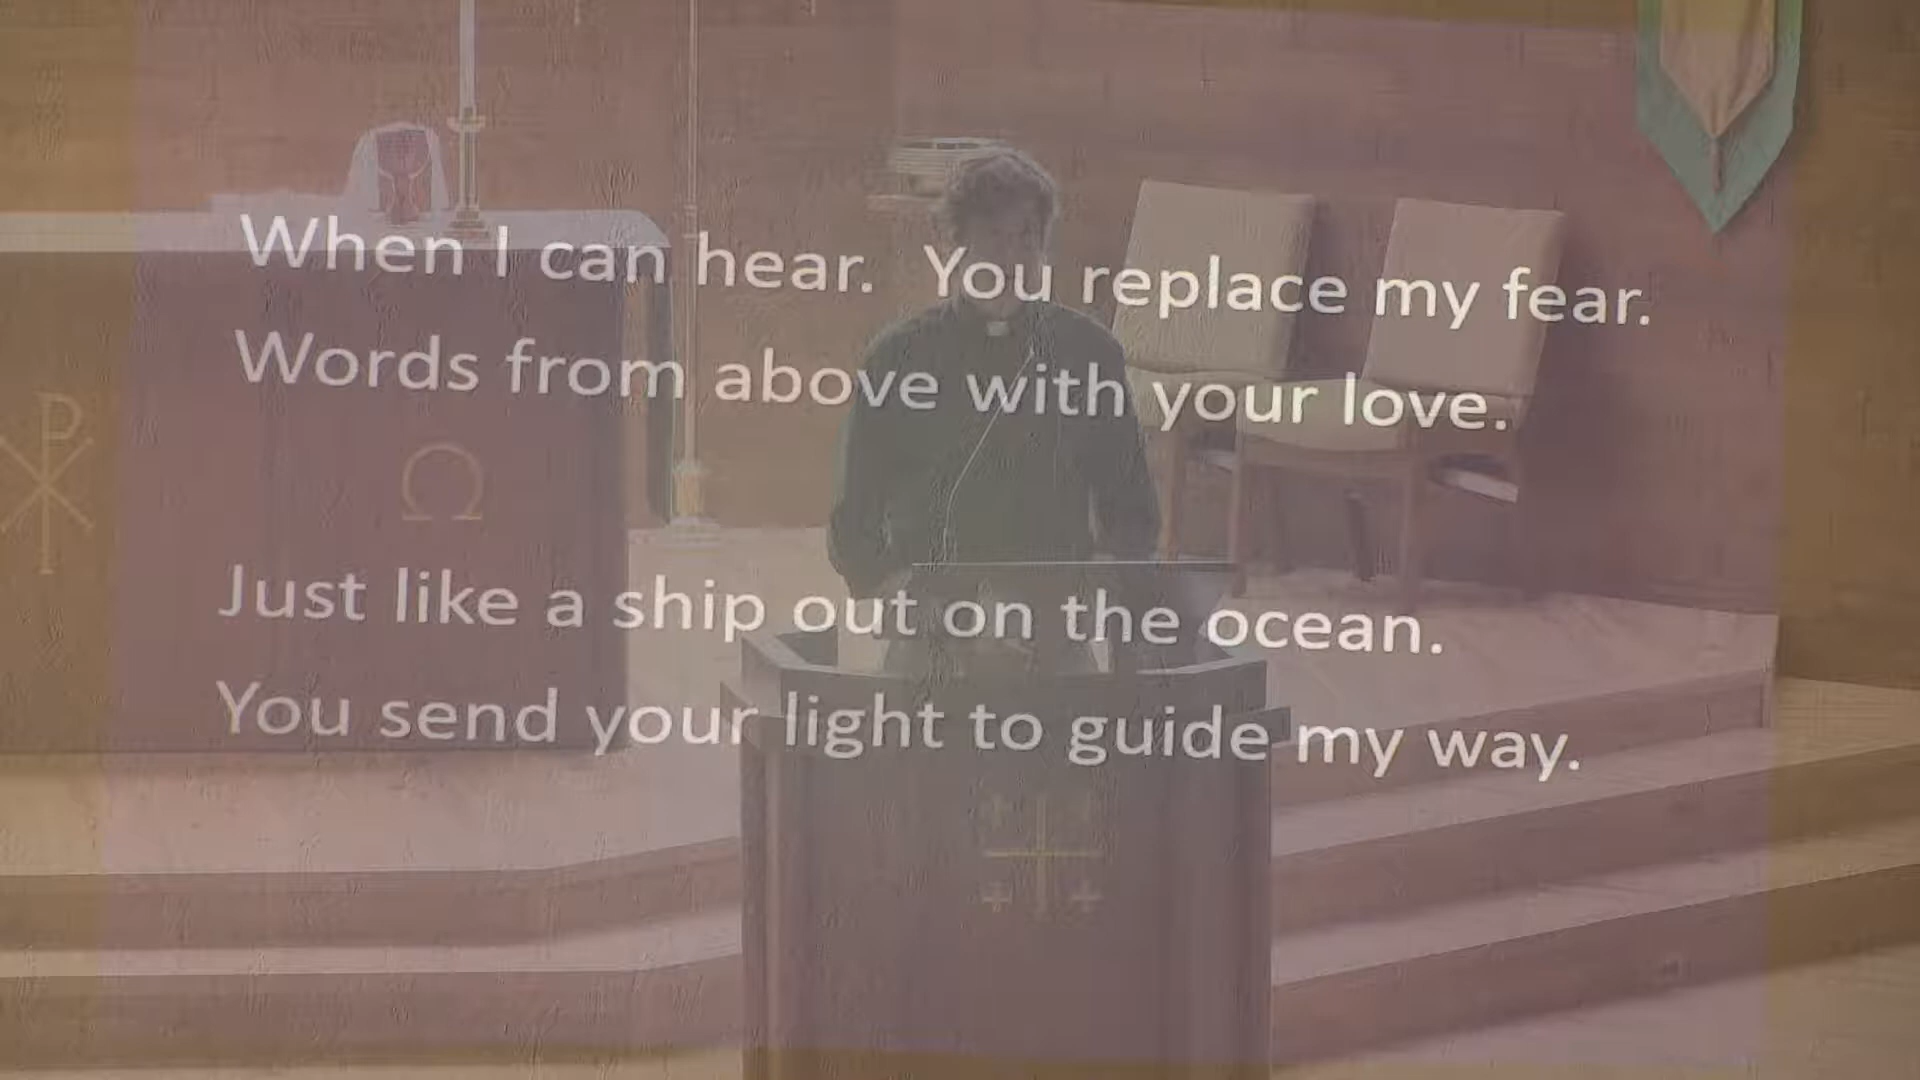 When I can hear.  You replace my fear.
Words from above with your love.
Just like a ship out on the ocean.
You send your light to guide my way.
Ω